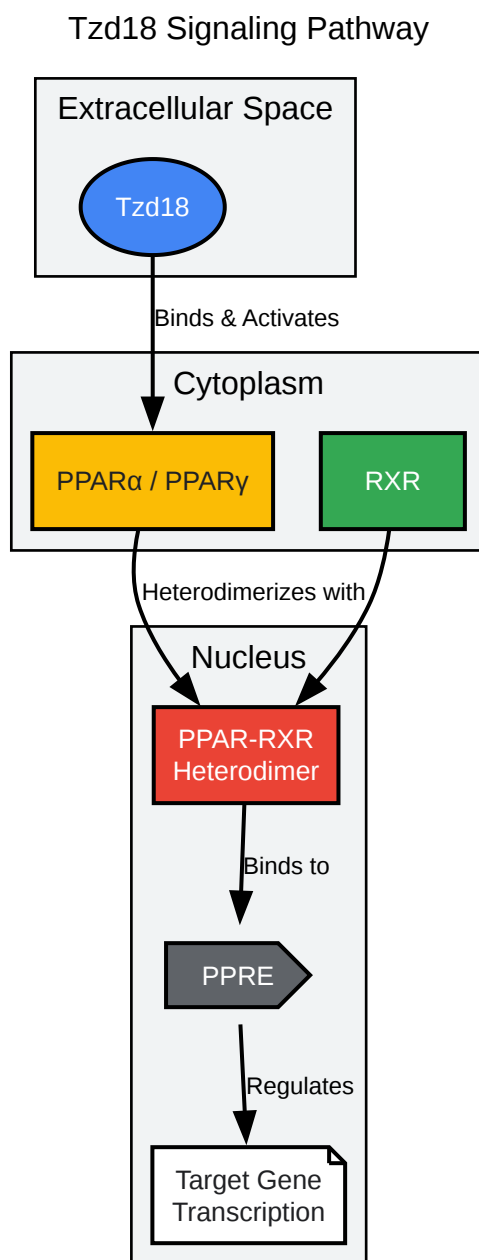 Tzd18 Signaling Pathway
Extracellular Space
Tzd18
Binds & Activates
Cytoplasm
PPARα / PPARγ
RXR
Heterodimerizes with
Nucleus
PPAR-RXR
Heterodimer
Binds to
PPRE
Regulates
Target Gene
Transcription